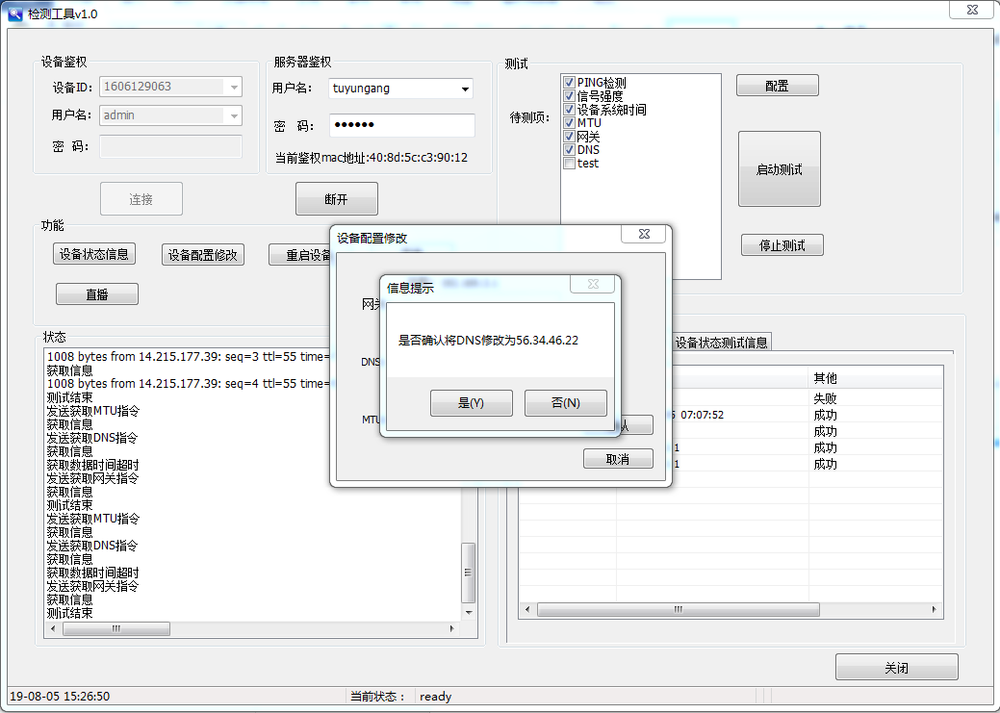 检测工具v1.0
设备鉴权
设备ID: 1606129063
用户名: admin
密 码:
连接
服务器鉴权
用户名: tuyungang
密 码: ●●●●●●
当前鉴权mac地址:40:8d:5c:c3:90:12
断开
测试
待测项:
PING检测
信号强度
设备系统时间
MTU
网关
DNS
test
配置
启动测试
停止测试
功能
设备状态信息
设备配置修改
重启设备
直播
设备配置修改
网关
DNS
MTU
认
取消
信息提示
是否确认将DNS修改为56.34.46.22
是(Y)
否(N)
状态
1008 bytes from 14.215.177.39: seq=3 ttl=55 time=
获取信息
1008 bytes from 14.215.177.39: seq=4 ttl=55 time=
测试结束
发送获取MTU指令
获取信息
发送获取DNS指令
获取信息
获取数据时间超时
发送获取网关指令
获取信息
测试结束
发送获取MTU指令
获取信息
发送获取DNS指令
获取信息
获取数据时间超时
发送获取网关指令
获取信息
测试结束
设备状态测试信息
其他
失败
07:07:52 成功
成功
1 成功
1 成功
关闭
19-08-05 15:26:50 当前状态: ready